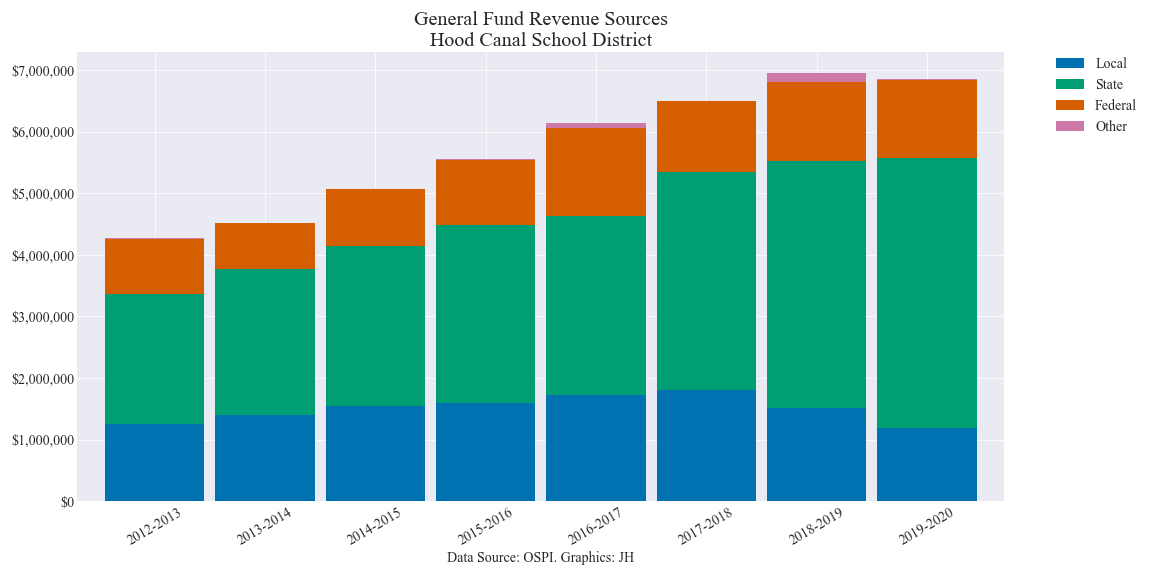 General Fund Revenue Sources
Hood Canal School District
$7,000,000
$6,000,000
$5,000,000
$4,000,000
$3,000,000
$2,000,000
$1,000,000
$0
Local
State
Federal
Other
2012-2013
2013-2014
2014-2015
2015-2016
2016-2017
2017-2018
2018-2019
2019-2020
Data Source: OSPI. Graphics: JH